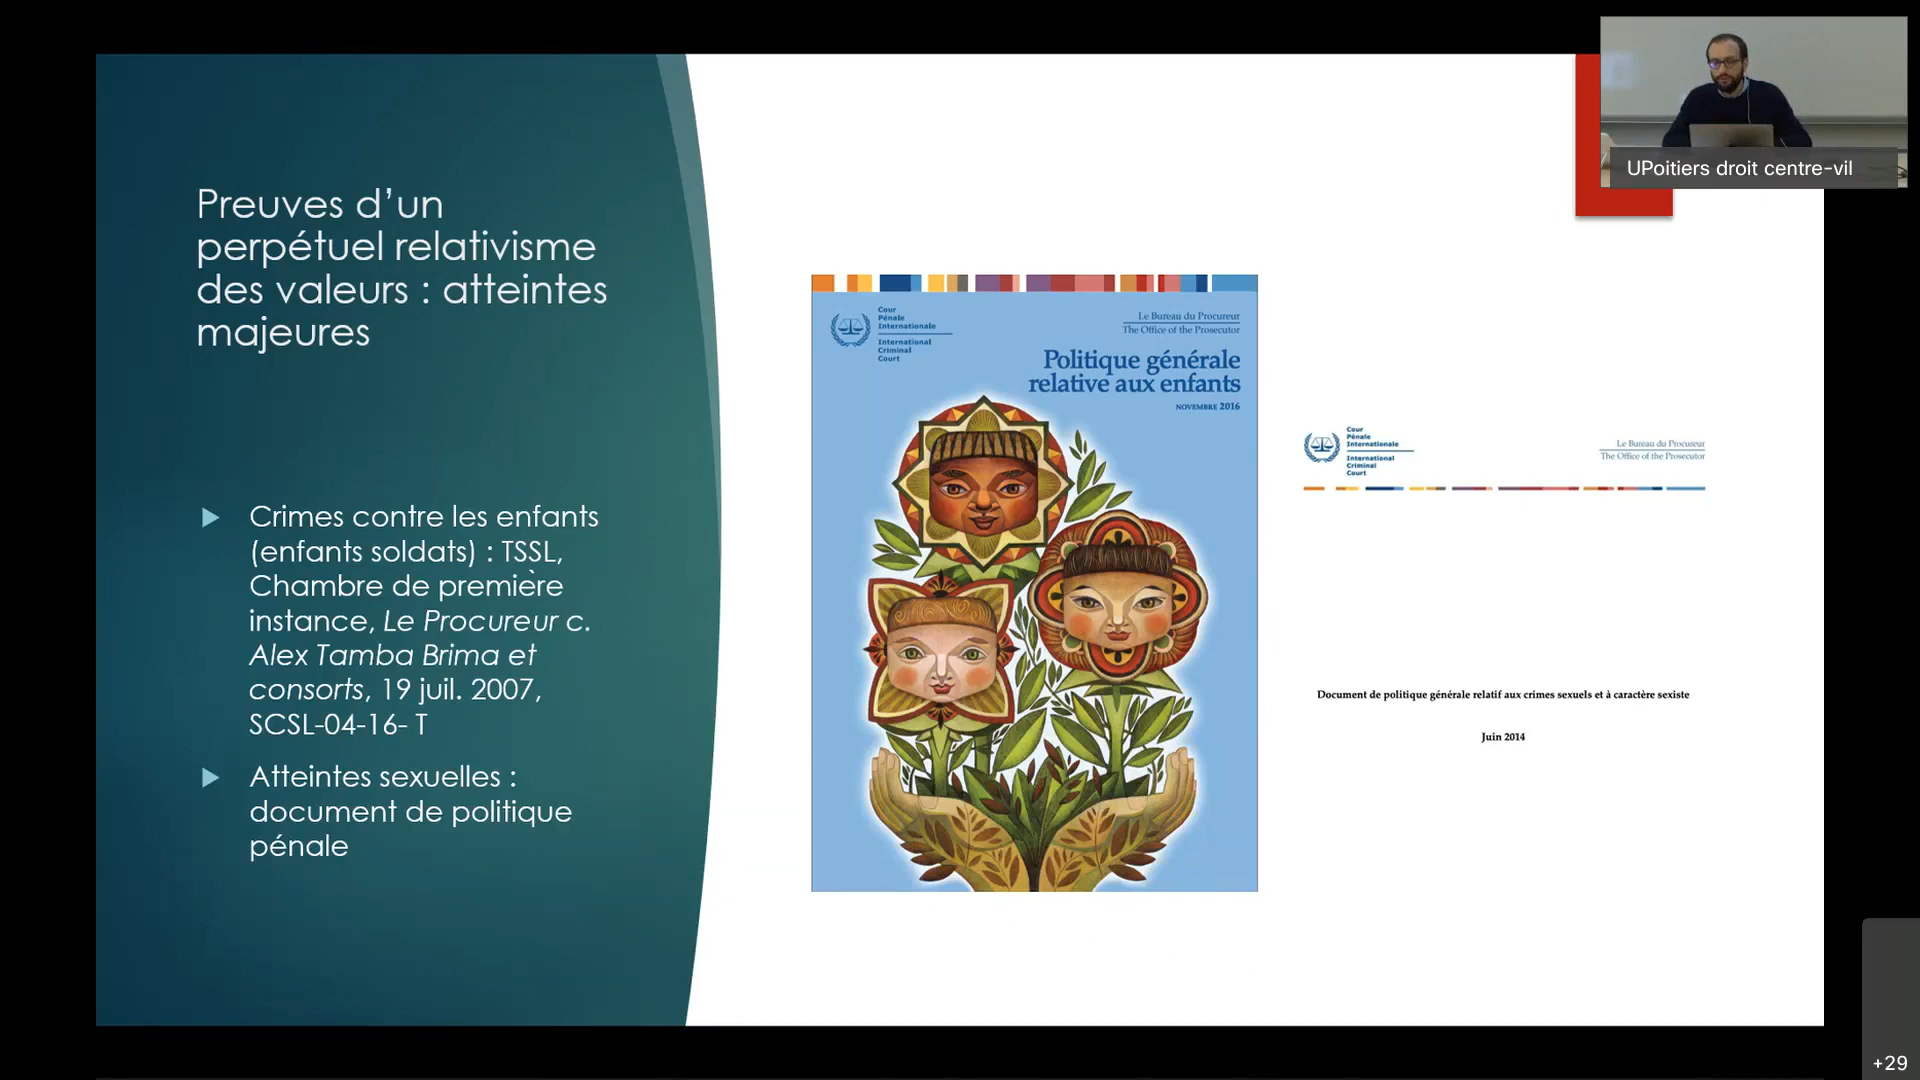 Preuves d’un
perpétuel relativisme
des valeurs : atteintes
majeures
Crimes contre les enfants
(enfants soldats) : TSSL,
Chambre de première
instance, Le Procureur c.
Alex Tamba Brima et
consorts, 19 juil. 2007,
SCSL-04-16- T
Atteintes sexuelles :
document de politique
pénale
Cour
Pénale
Internationale
International
Criminal
Court
Le Bureau du Procureur
The Office of the Prosecutor
Politique générale
relative aux enfants
NOVEMBRE 2016
Cour
Pénale
Internationale
International
Criminal
Court
Le Bureau du Procureur
The Office of the Prosecutor
Document de politique générale relatif aux crimes sexuels et à caractère sexiste
Juin 2014
UPoitiers droit centre-vil
+29